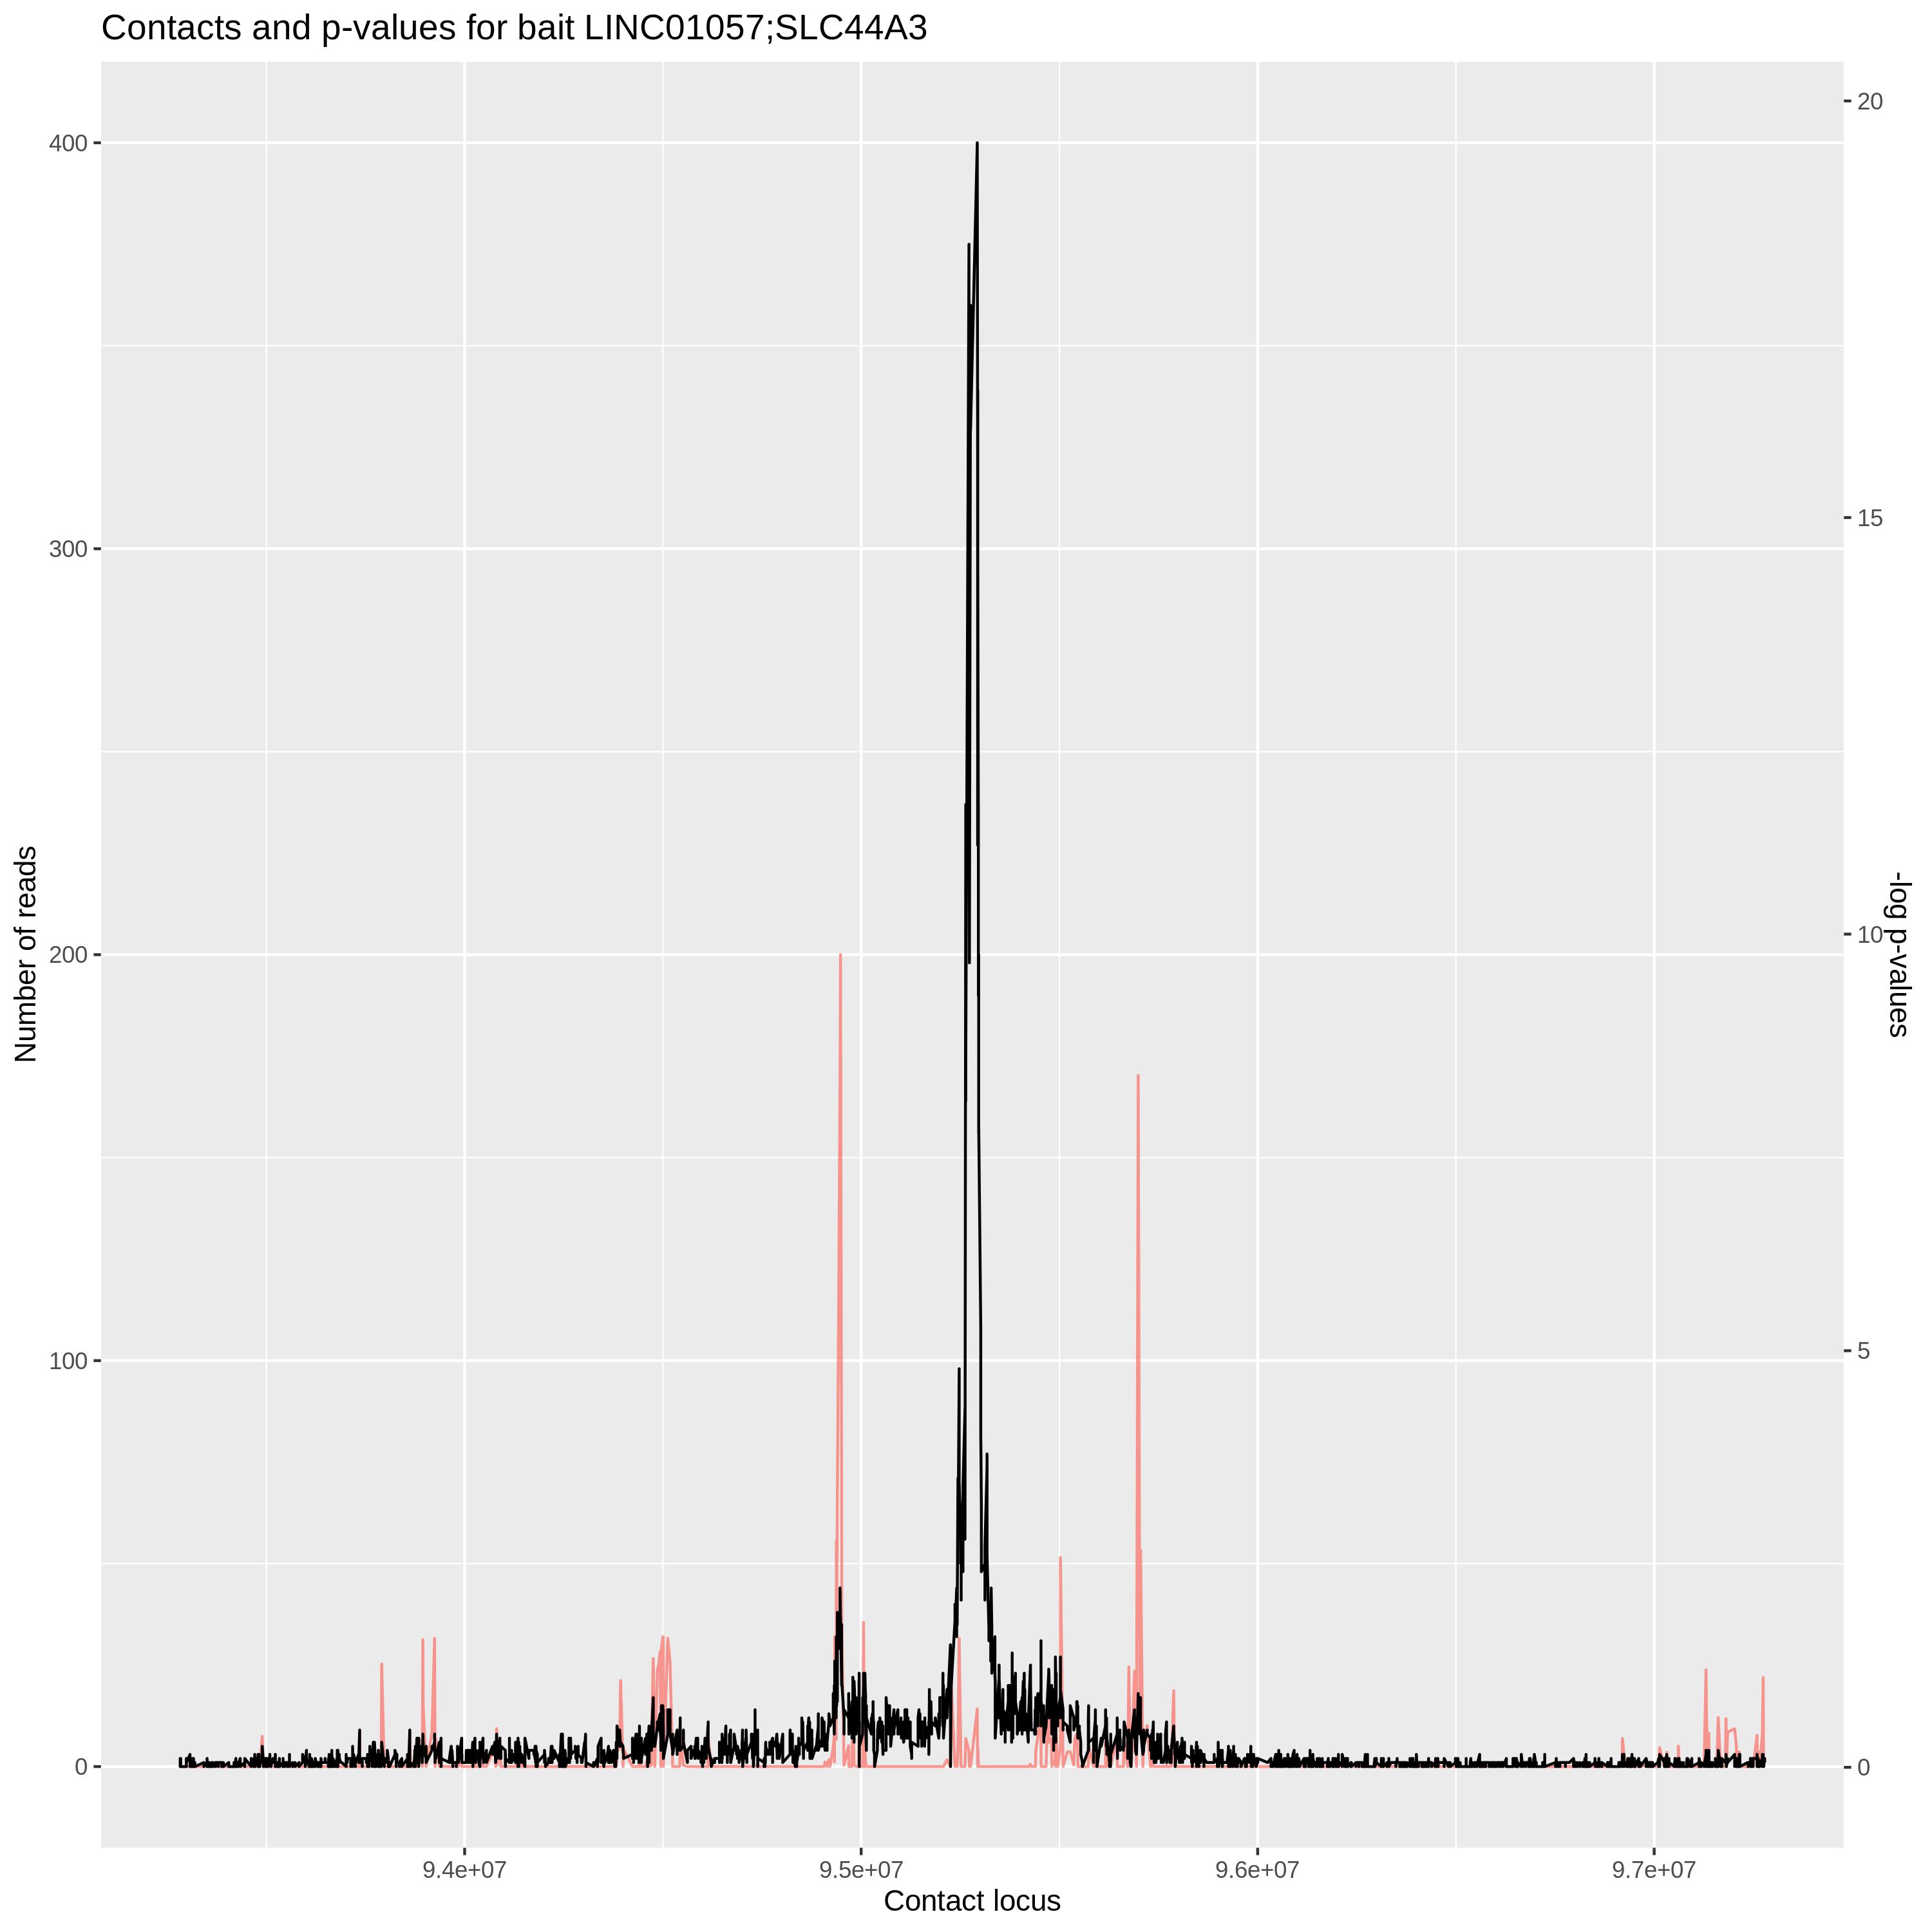 Contacts and p-values for bait LINC01057;SLC44A3
Number of reads
400
300
200
100
0
20
15
10
5
0
-log p-values
9.4e+07 9.5e+07 9.6e+07 9.7e+07
Contact locus